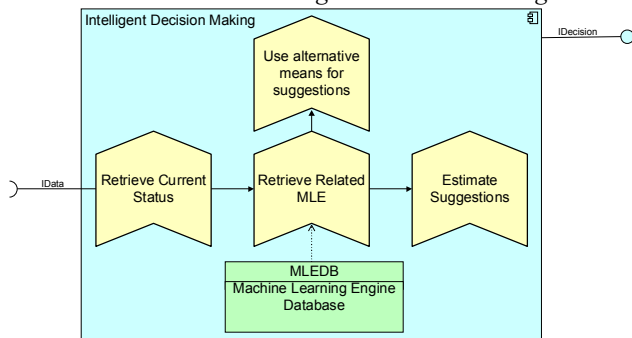 Intelligent Decision Making
IDecision
Use alternative
means for
suggestions
IData
Retrieve Current
Status
Retrieve Related
MLE
Estimate
Suggestions
MLEDB
Machine Learning Engine
Database